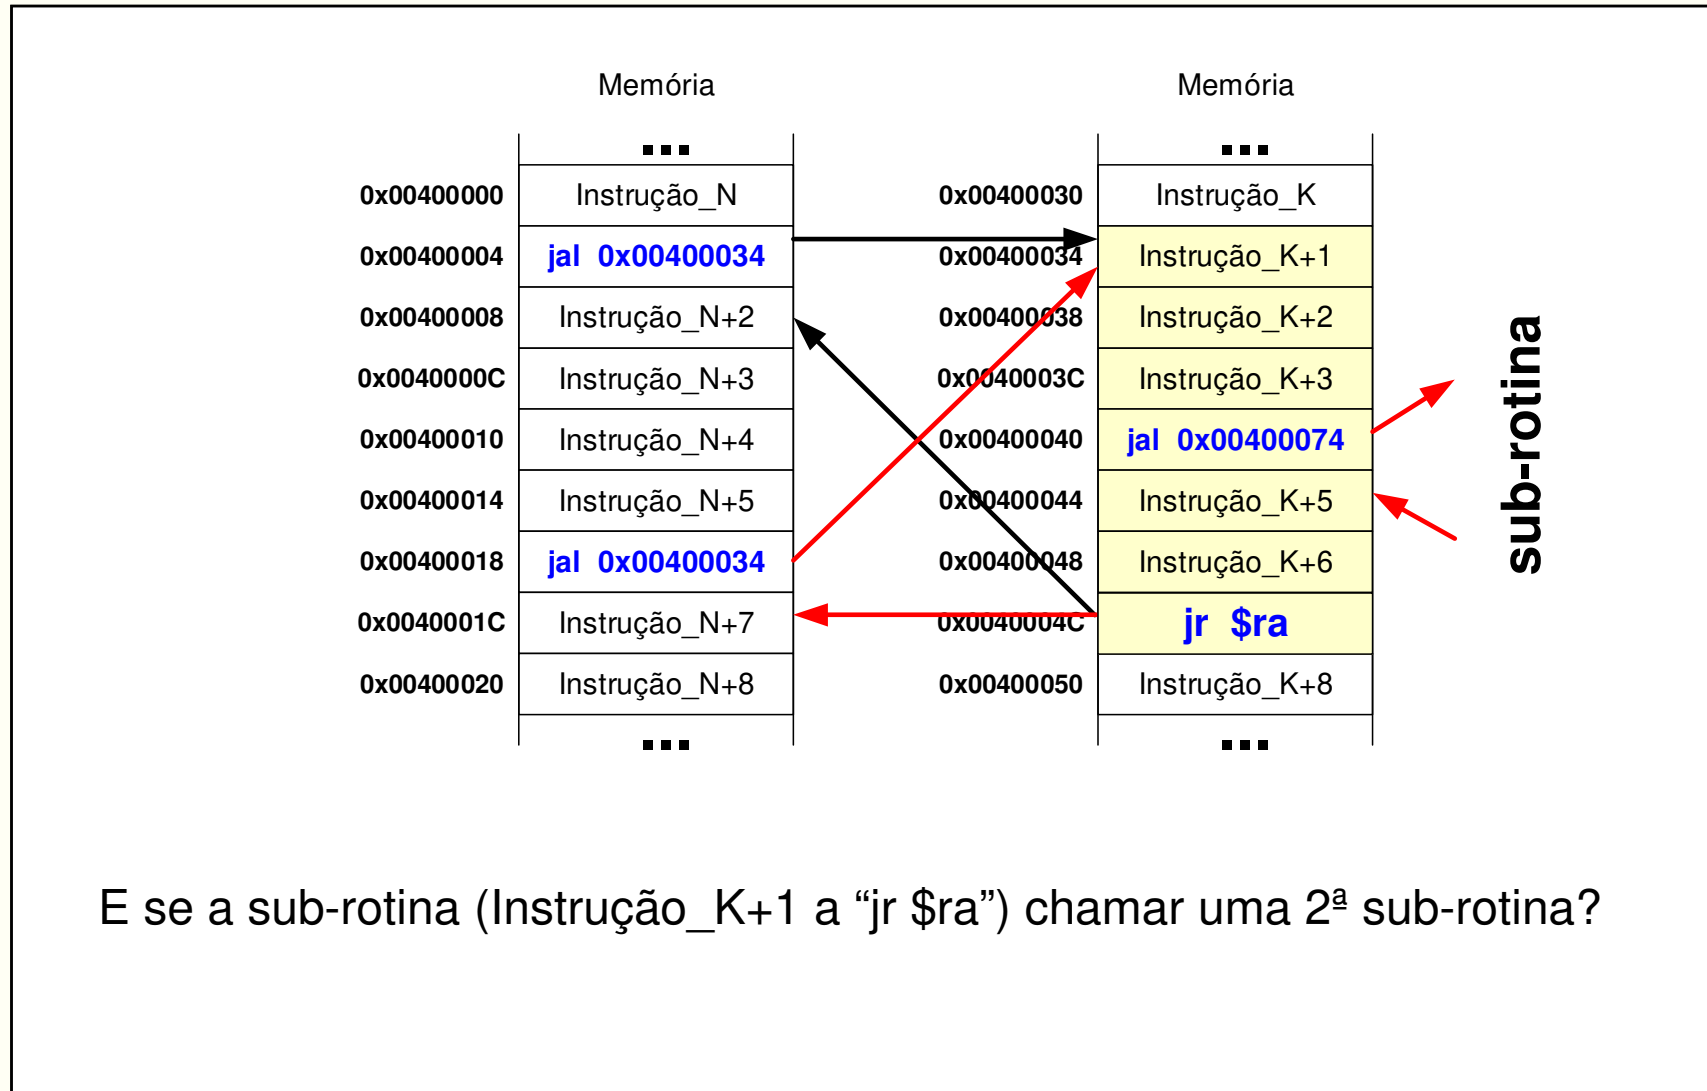 Memória
Memória
0x00400000 Instrução_N 0x00400030 Instrução_K
0x00400004 jal 0x00400034 0x00400034 Instrução_K+1
0x00400008 Instrução_N+2 0x00400038 Instrução_K+2
0x0040000C Instrução_N+3 0x0040003C Instrução_K+3
0x00400010 Instrução_N+4 0x00400040 jal 0x00400074
0x00400014 Instrução_N+5 0x00400044 Instrução_K+5
0x00400018 jal 0x00400034 0x00400048 Instrução_K+6
0x0040001C Instrução_N+7 0x0040004C jr $ra
0x00400020 Instrução_N+8 0x00400050 Instrução_K+8
sub-rotina
E se a sub-rotina (Instrução_K+1 a “jr $ra”) chamar uma 2ª sub-rotina?